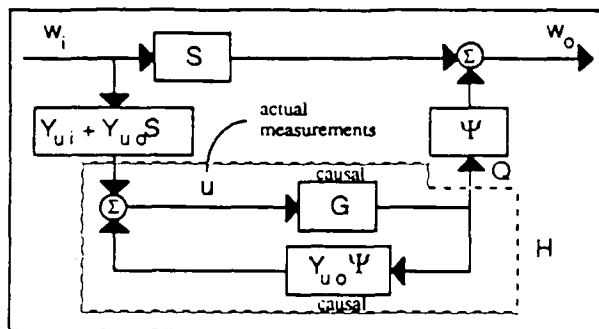 w_i
S
Σ
w_o
Y_ui + Y_uo S
actual
measurements
Ψ
causal
Q
Σ
u
G
H
Y_uo Ψ
causal